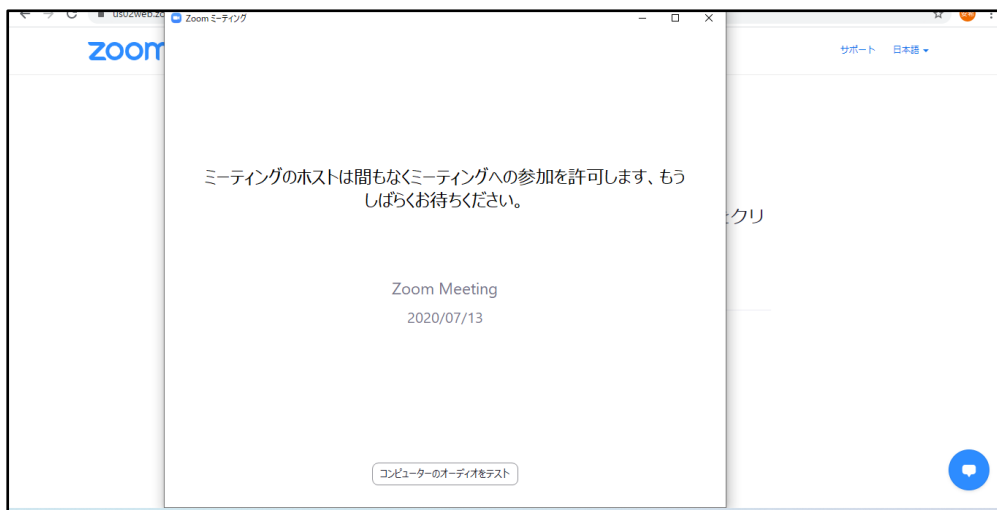 us02web.zo
Zoom ミーティング
zoom
サポート 日本語
ミーティングのホストは間もなくミーティングへの参加を許可します、もう
しばらくお待ちください。
クリ
Zoom Meeting
2020/07/13
コンピューターのオーディオをテスト